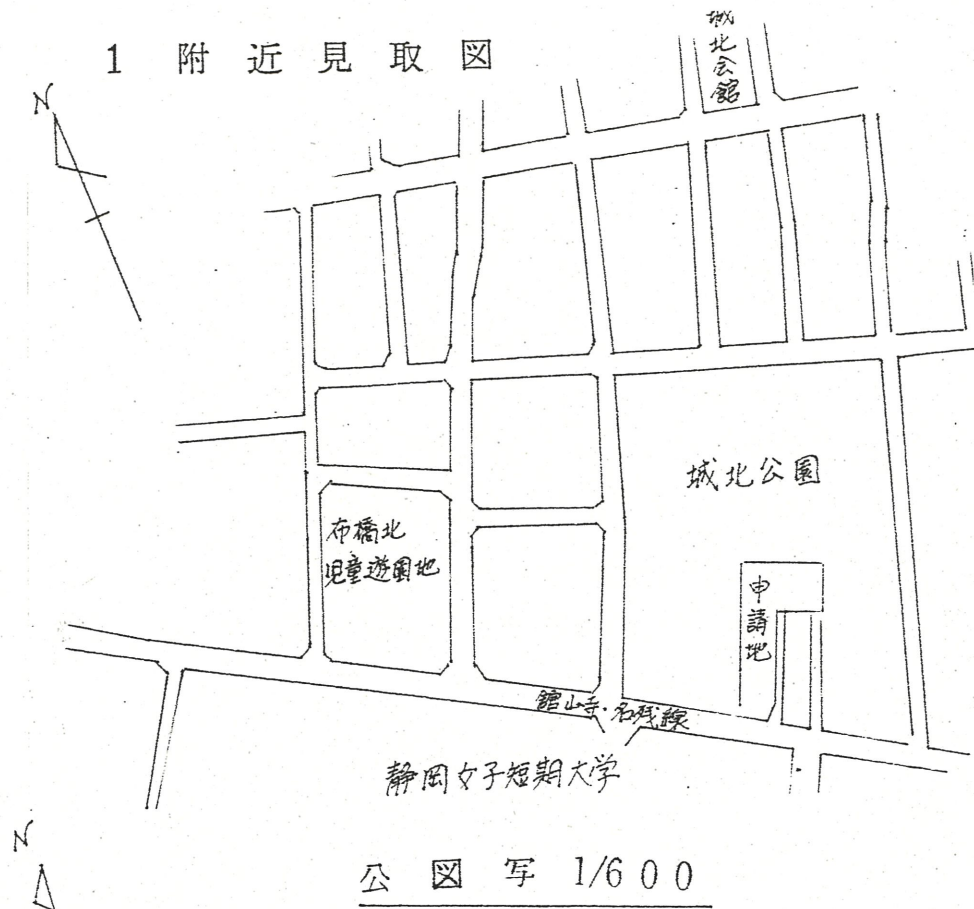 1 附近見取図
城北会館
N
城北公園
布橋北
児童遊園地
申請地
舘山寺・名残線
静岡女子短期大学
N
公図写 1/600